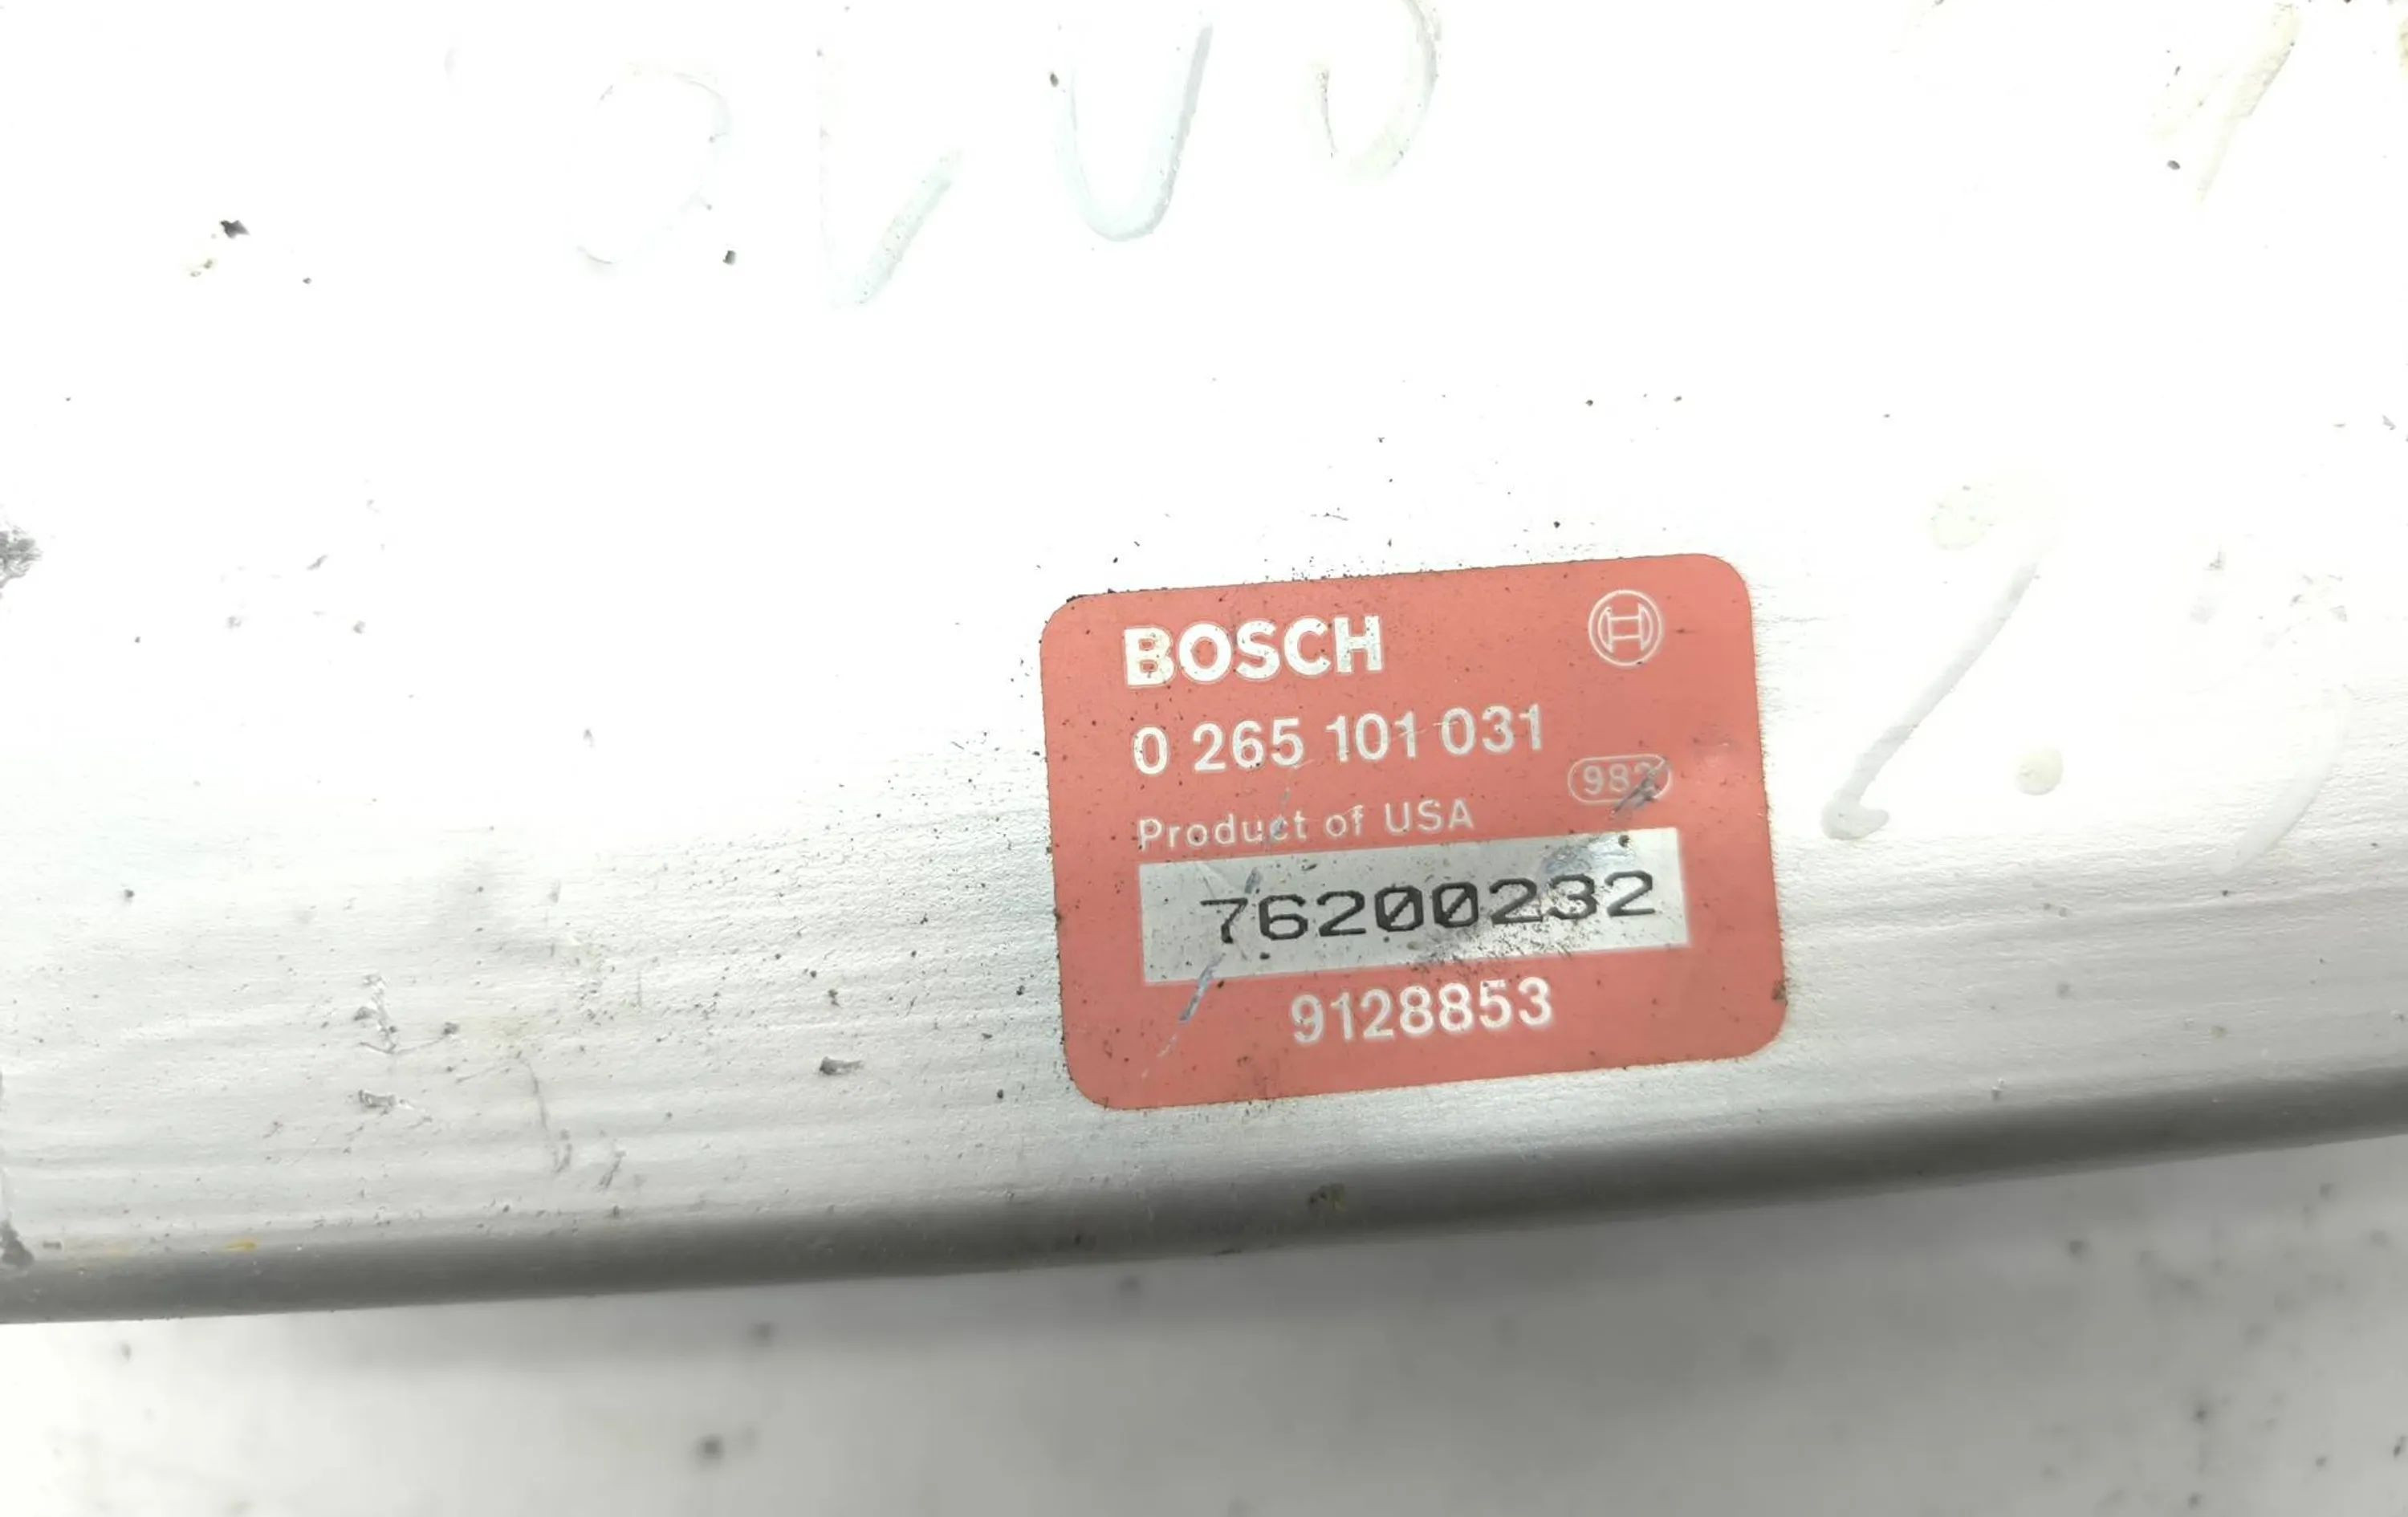 BOSCH
0 265 101 031
Product of USA
76200232
9128853